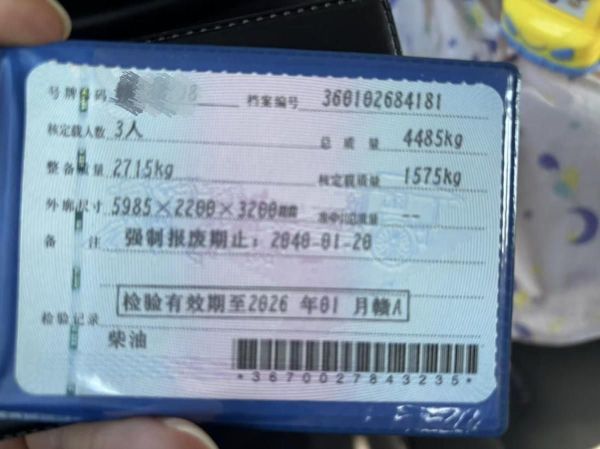 号牌号码 档案编号 360102684181
核定载人数 3人 总质量 4485kg
整备质量 2715kg 核定载质量 1575kg
外廓尺寸 5985×2200×3200mm 准牵引总质量 --
备注 强制报废期止：2040-01-20
检验有效期至2026 年01 月赣A
检验记录
柴油
*3670027843235*